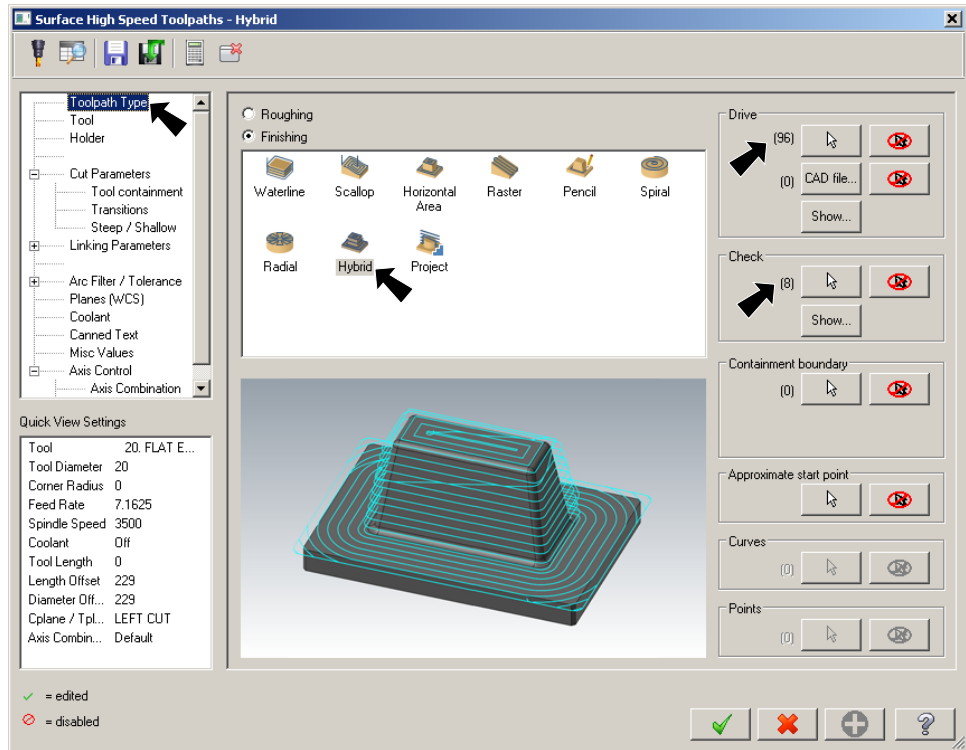 Surface High Speed Toolpaths - Hybrid
Toolpath Type
Tool
Holder
Cut Parameters
Tool containment
Transitions
Steep / Shallow
Linking Parameters
Arc Filter / Tolerance
Planes (WCS)
Coolant
Canned Text
Misc Values
Axis Control
Axis Combination
Quick View Settings
Tool 20. FLAT E...
Tool Diameter 20
Corner Radius 0
Feed Rate 7.1625
Spindle Speed 3500
Coolant Off
Tool Length 0
Length Offset 229
Diameter Off... 229
Cplane / Tpl... LEFT CUT
Axis Combin... Default
= edited
= disabled
Roughing
Finishing
Waterline Scallop Horizontal Area Raster Pencil Spiral
Radial Hybrid Project
Drive
(96)
(0) CAD file...
Show...
Check
(8)
Show...
Containment boundary
(0)
Approximate start point
Curves
(0)
Points
(0)